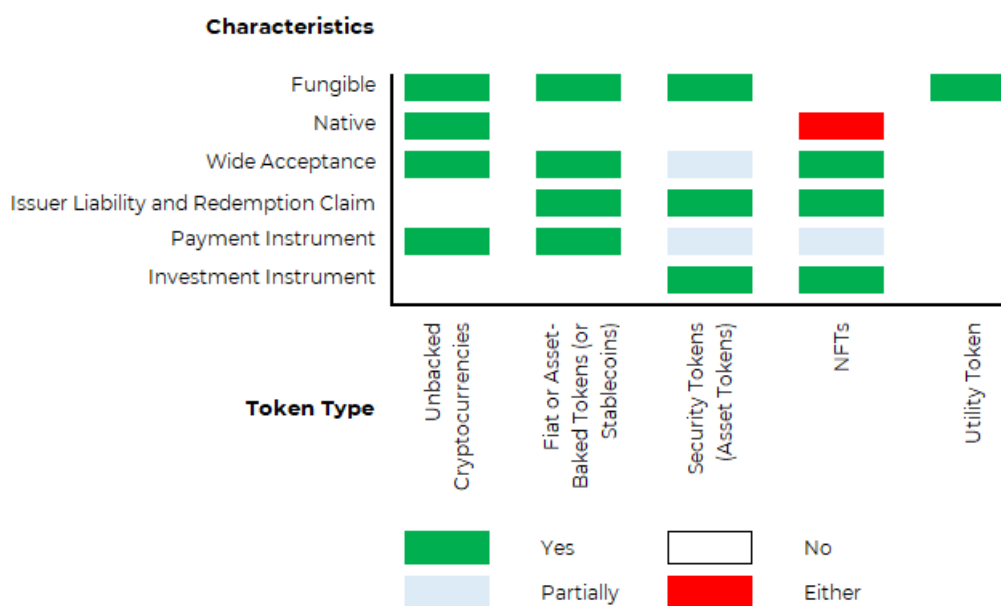 Characteristics
Fungible
Native
Wide Acceptance
Issuer Liability and Redemption Claim
Payment Instrument
Investment Instrument
Token Type
Unbacked
Cryptocurrencies
Fiat or Asset-
Baked Tokens (or
Stablecoins)
Security Tokens
(Asset Tokens)
NFTs
Utility Token
Yes
No
Partially
Either